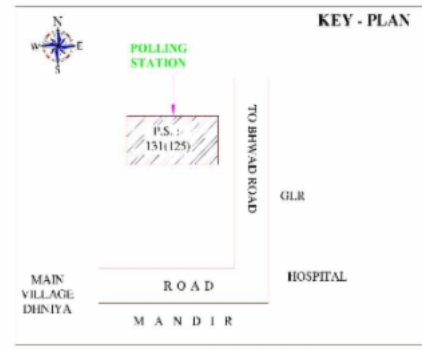 KEY - PLAN
N
W E
S
POLLING
STATION
P.S. :-
131(125)
TO BHWAD ROAD
GLR
HOSPITAL
MAIN
VILLAGE
DHNIYA
ROAD
MANDIR